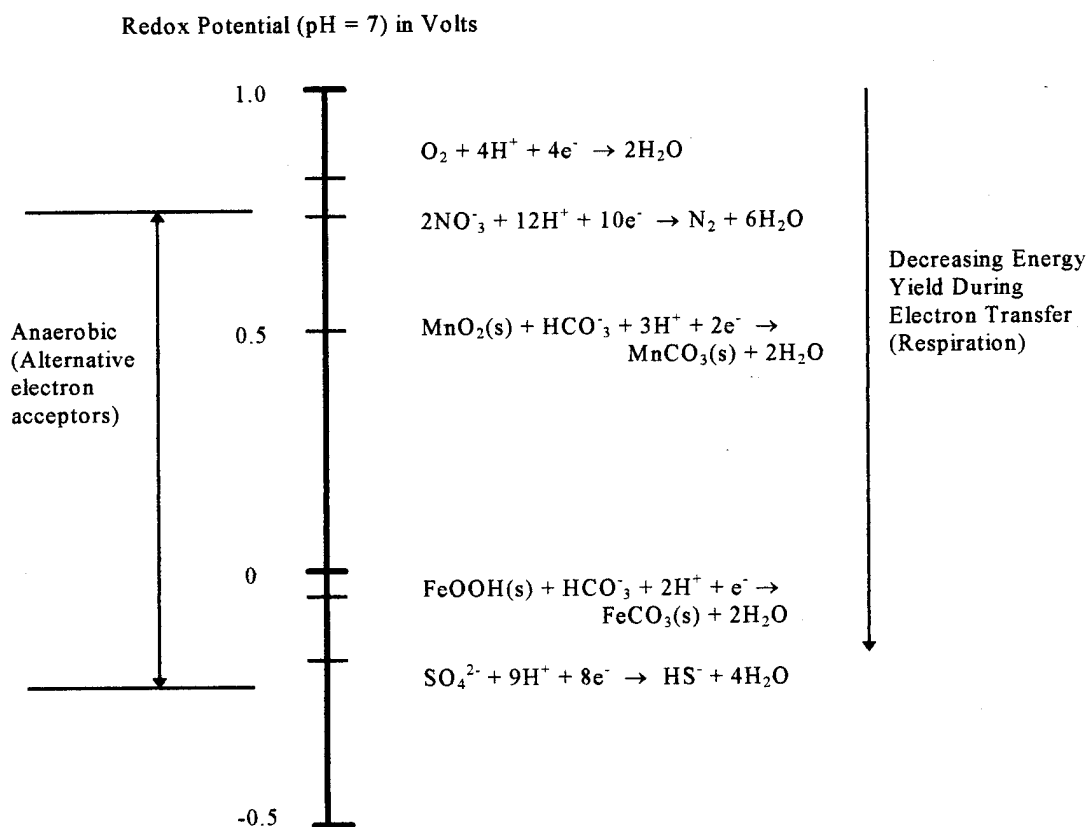 Redox Potential (pH = 7) in Volts
1.0
O₂ + 4H⁺ + 4e⁻ → 2H₂O
2NO⁻₃ + 12H⁺ + 10e⁻ → N₂ + 6H₂O
Decreasing Energy
Yield During
Electron Transfer
(Respiration)
Anaerobic
(Alternative
electron
acceptors)
0.5
MnO₂(s) + HCO⁻₃ + 3H⁺ + 2e⁻ →
MnCO₃(s) + 2H₂O
0
FeOOH(s) + HCO⁻₃ + 2H⁺ + e⁻ →
FeCO₃(s) + 2H₂O
SO₄²⁻ + 9H⁺ + 8e⁻ → HS⁻ + 4H₂O
-0.5